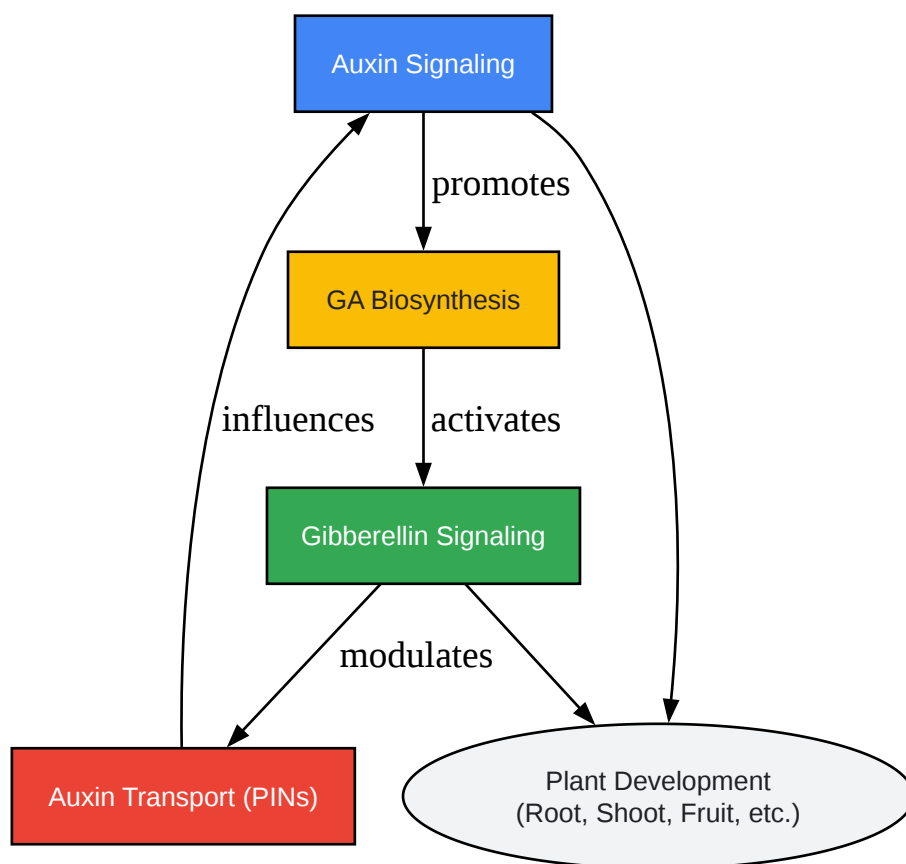 Auxin Signaling
promotes
GA Biosynthesis
influences
activates
Gibberellin Signaling
modulates
Auxin Transport (PINs)
Plant Development
(Root, Shoot, Fruit, etc.)